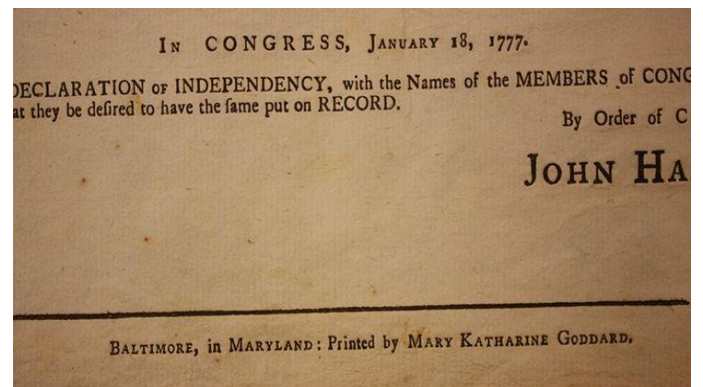 IN CONGRESS, JANUARY 18, 1777.
DECLARATION OF INDEPENDENCY, with the Names of the MEMBERS of CONG
at they be deſired to have the ſame put on RECORD.
By Order of C
JOHN HA
BALTIMORE, in MARYLAND: Printed by MARY KATHARINE GODDARD.